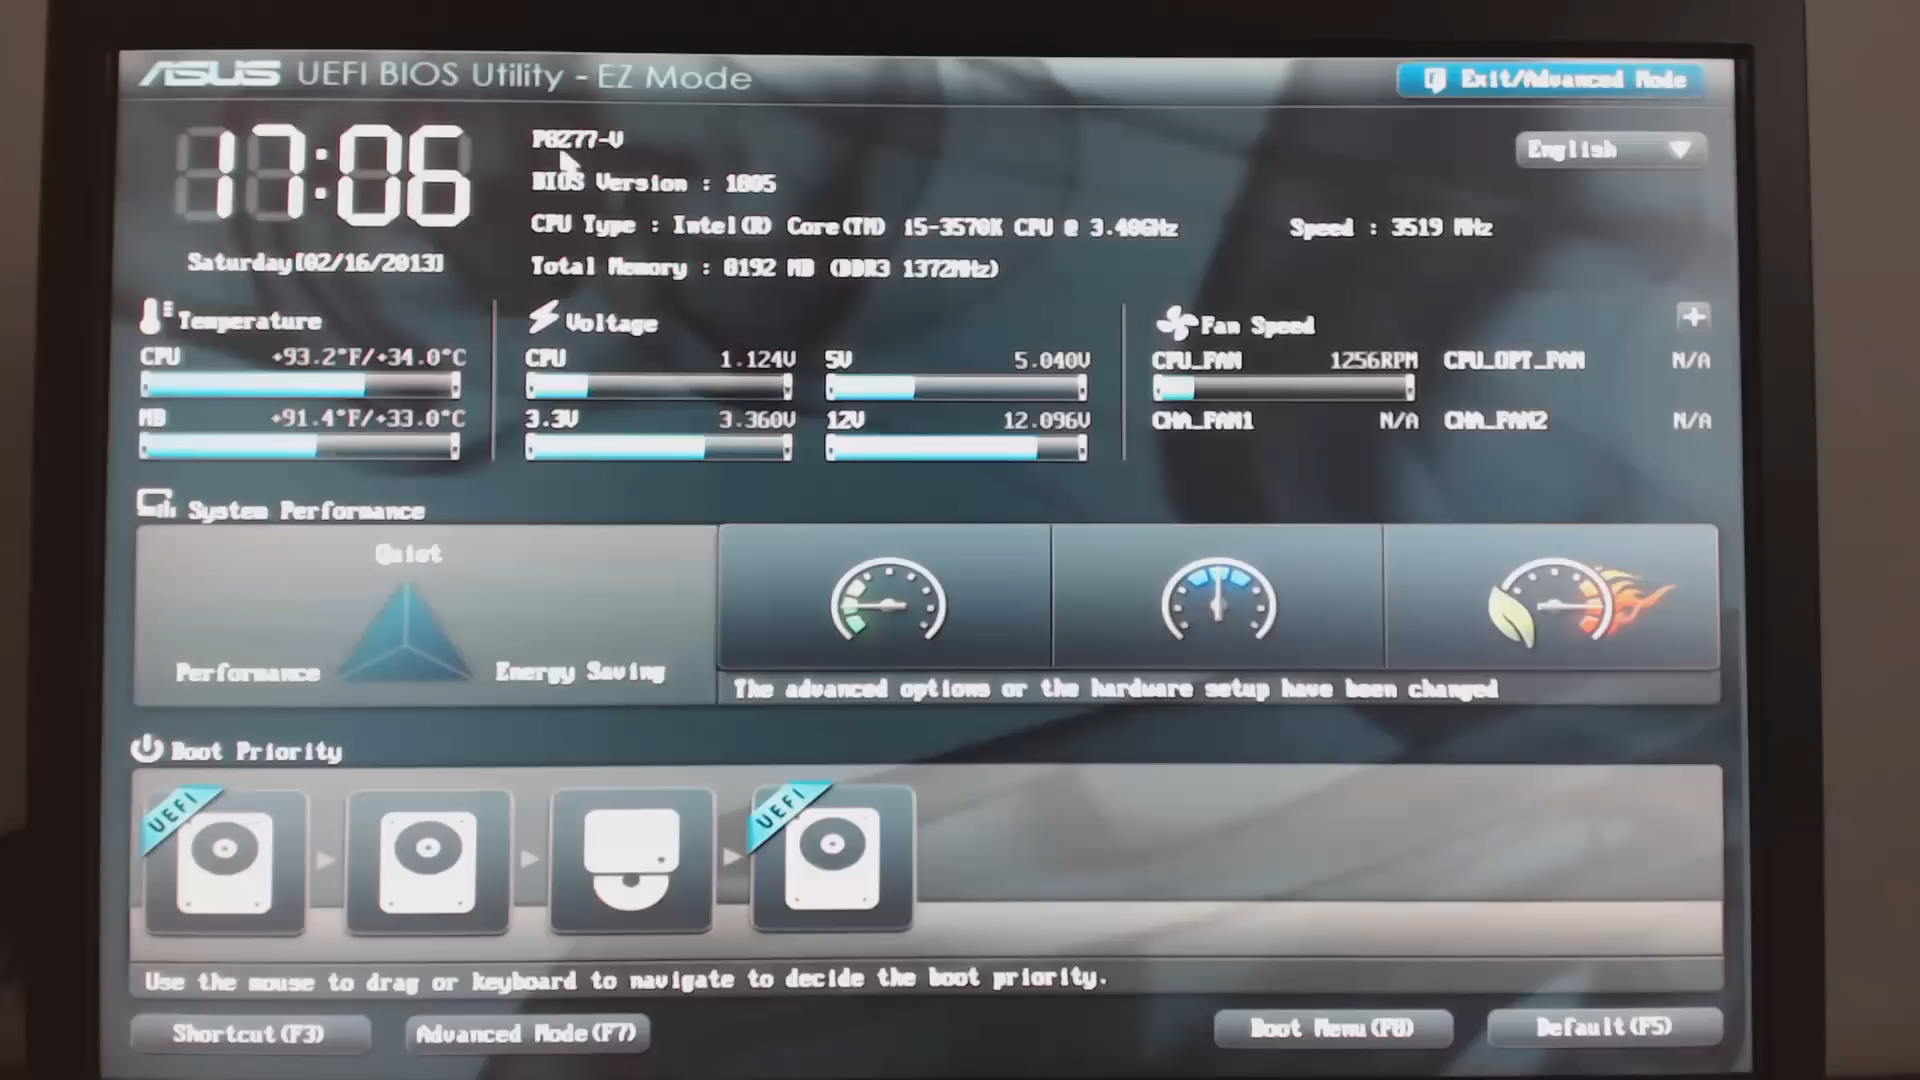 ASUS UEFI BIOS Utility - EZ Mode
Exit/Advanced Mode
17:06
Saturday[02/16/2013]
P8Z77-V
English
BIOS Version : 1805
CPU Type : Intel(R) Core(TM) i5-3570K CPU @ 3.40GHz
Speed : 3519 MHz
Total Memory : 8192 MB (DDR3 1372MHz)
Temperature
CPU +93.2°F/+34.0°C
MB +91.4°F/+33.0°C
Voltage
CPU 1.124V 5V 5.040V
3.3V 3.360V 12V 12.096V
Fan Speed
CPU_FAN 1256RPM CPU_OPT_FAN N/A
CHA_FAN1 N/A CHA_FAN2 N/A
System Performance
Quiet
Performance Energy Saving
The advanced options or the hardware setup have been changed
Boot Priority
UEFI
UEFI
Use the mouse to drag or keyboard to navigate to decide the boot priority.
Shortcut(F3) Advanced Mode(F7) Boot Menu(F8) Default(F5)